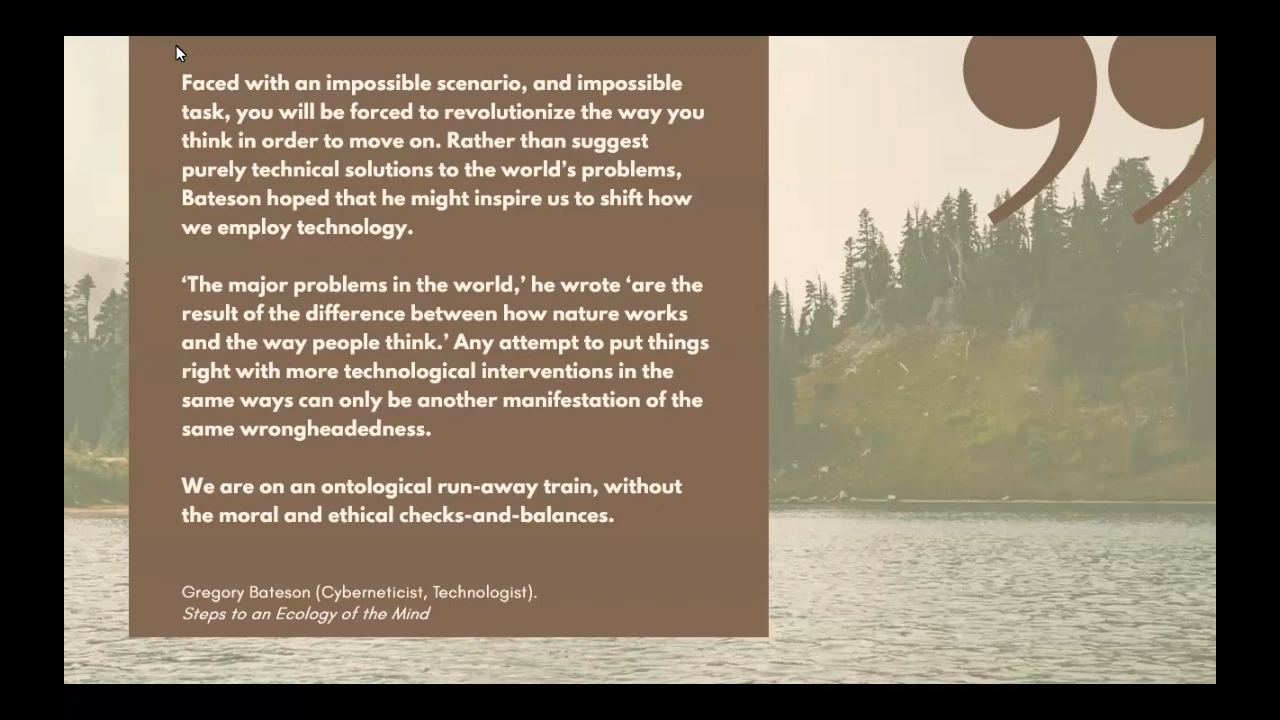 Faced with an impossible scenario, and impossible
task, you will be forced to revolutionize the way you
think in order to move on. Rather than suggest
purely technical solutions to the world’s problems,
Bateson hoped that he might inspire us to shift how
we employ technology.
‘The major problems in the world,’ he wrote ‘are the
result of the difference between how nature works
and the way people think.’ Any attempt to put things
right with more technological interventions in the
same ways can only be another manifestation of the
same wrongheadedness.
We are on an ontological run-away train, without
the moral and ethical checks-and-balances.
Gregory Bateson (Cyberneticist, Technologist).
Steps to an Ecology of the Mind